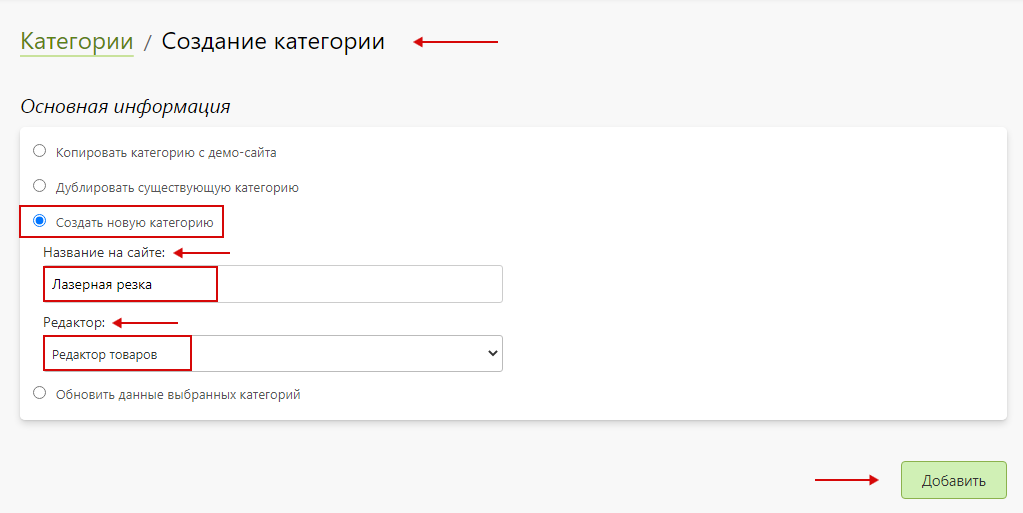 Категории / Создание категории
Основная информация
Копировать категорию с демо-сайта
Дублировать существующую категорию
Создать новую категорию
Название на сайте:
Лазерная резка
Редактор:
Редактор товаров
Обновить данные выбранных категорий
Добавить